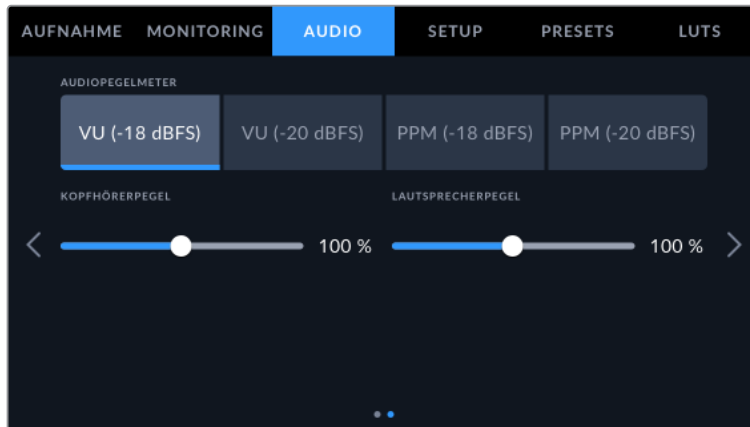 AUFNAHME MONITORING AUDIO SETUP PRESETS LUTS
AUDIOPEGELMETER
VU (-18 dBFS) VU (-20 dBFS) PPM (-18 dBFS) PPM (-20 dBFS)
KOPFHÖRERPEGEL LAUTSPRECHERPEGEL
100 % 100 %